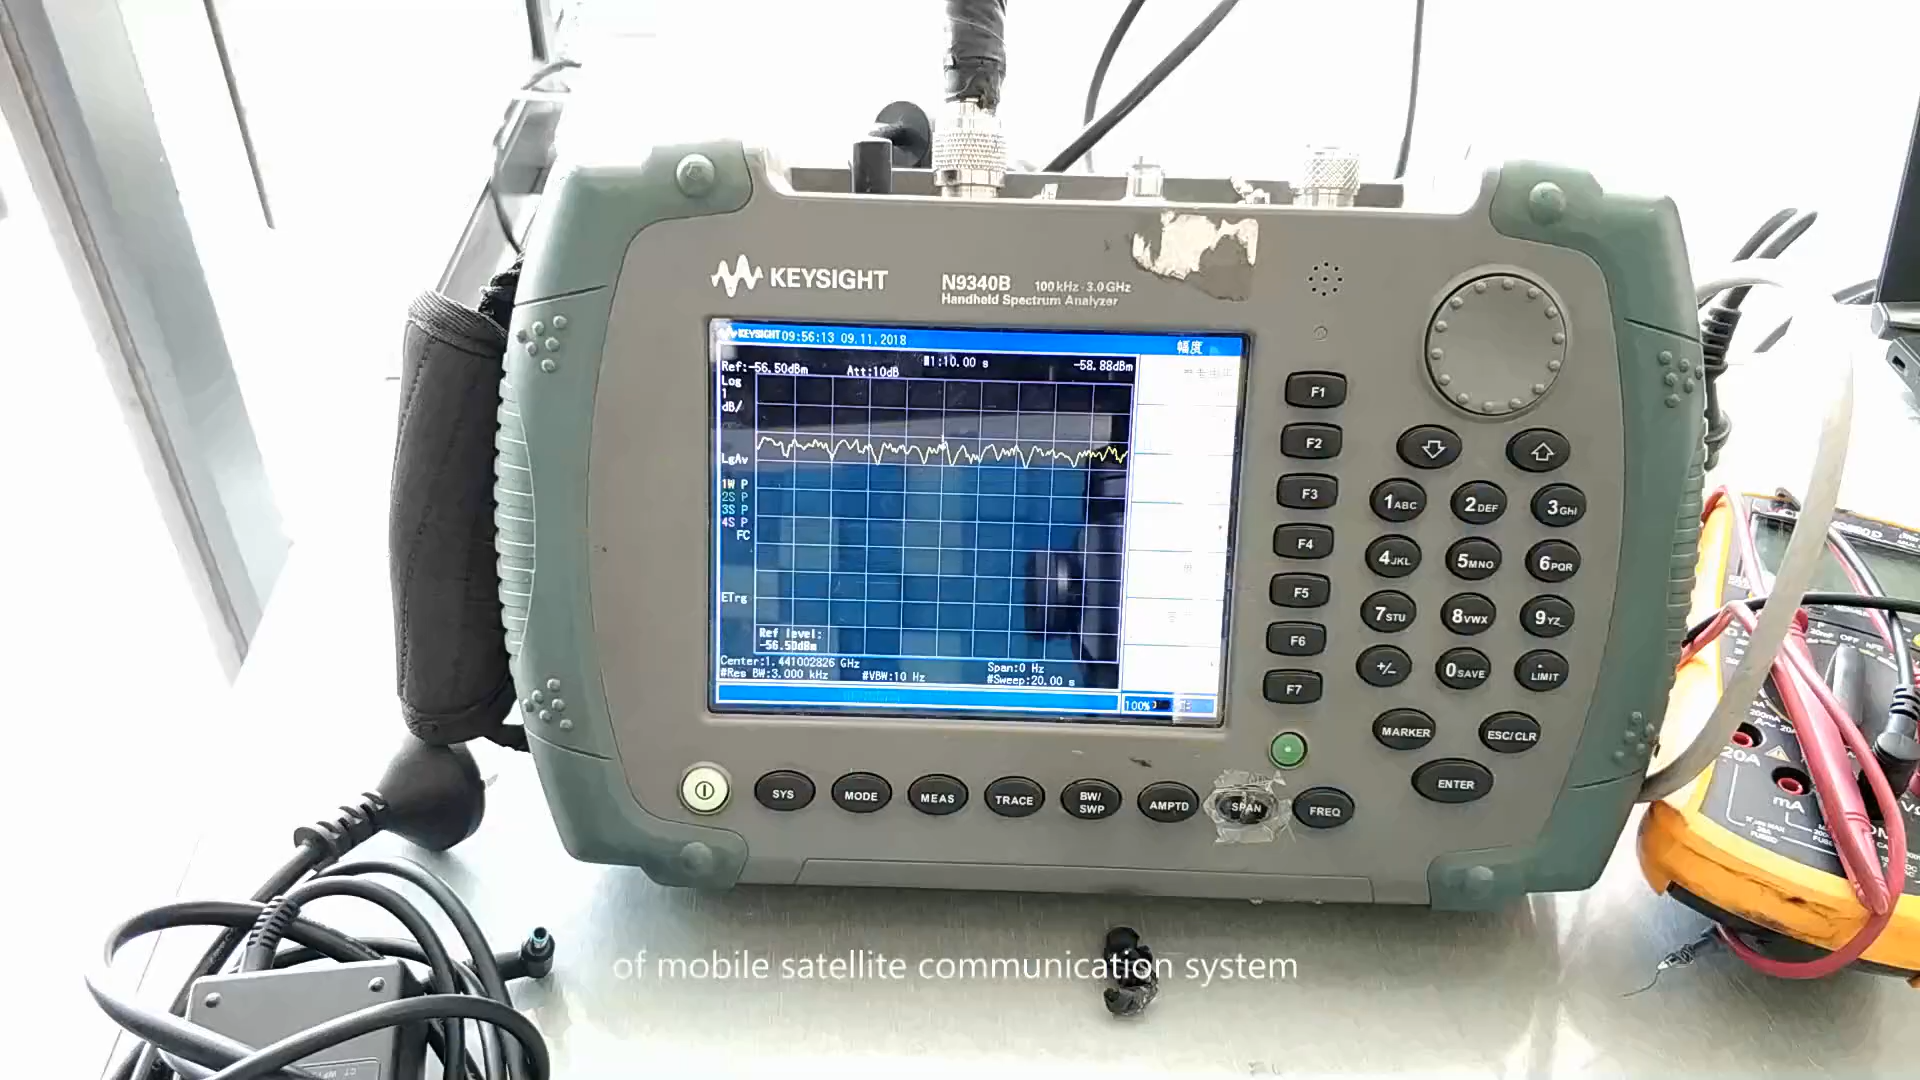 KEYSIGHT
N9340B 100 kHz - 3.0 GHz
Handheld Spectrum Analyzer
KEYSIGHT 09:56:13 09.11.2018
幅度
Ref:-56.50dBm
Att:10dB
1:10.00 s
-58.88dBm
Log
1
dB/
LgAv
1W P
2S P
3S P
4S P
FC
ETrg
Ref level:
-56.50dBm
Center:1.441002826 GHz
Span:0 Hz
#Res BW:3.000 kHz
#VBW:10 Hz
#Sweep:20.00 s
100%
F1
F2
F3
F4
F5
F6
F7
1ABC
2DEF
3GHI
4JKL
5MNO
6PQR
7STU
8VWX
9YZ_
+/-
0SAVE
. LIMIT
MARKER
ESC/CLR
ENTER
SYS
MODE
MEAS
TRACE
BW/
SWP
AMPTD
SPAN
FREQ
OFF
20A
mA
of mobile satellite communication system